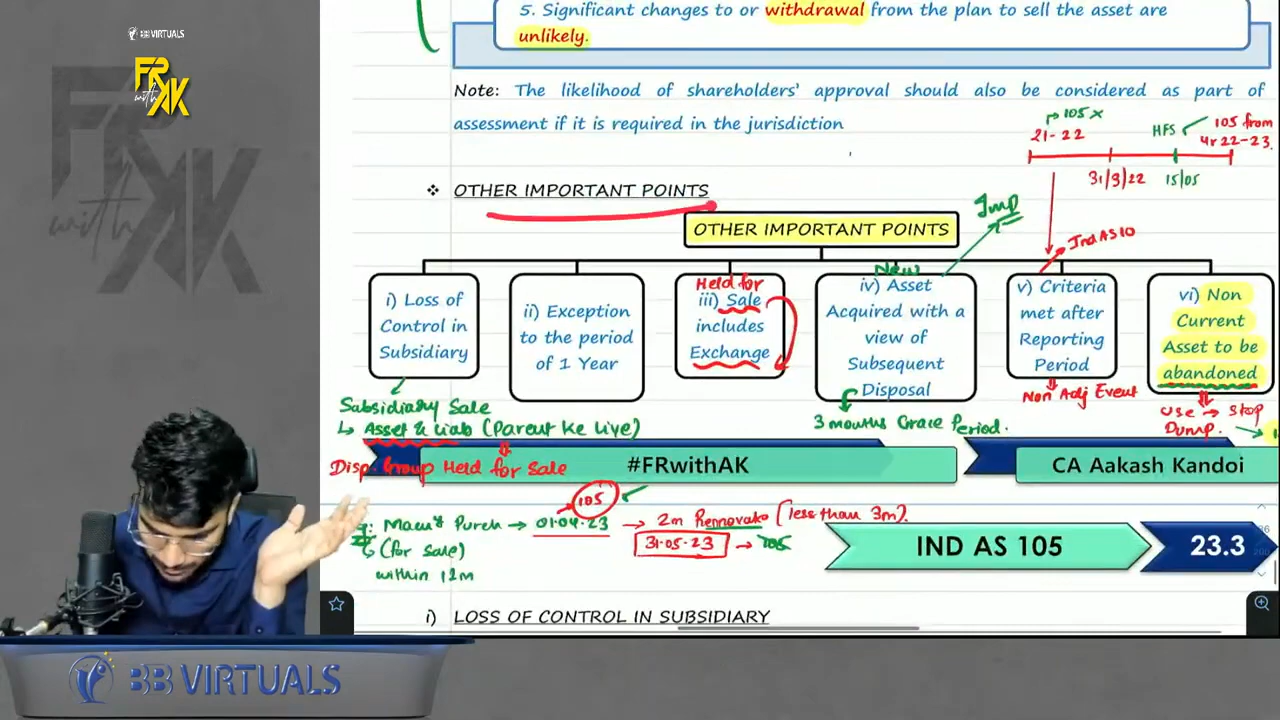 BB VIRTUALS
FR
with
AK
FR
with
AK
5. Significant changes to or withdrawal from the plan to sell the asset are
unlikely.
Note: The likelihood of shareholders' approval should also be considered as part of
assessment if it is required in the jurisdiction
105 x
21-22
HFS
105 from
31/3/22
15/05
❖ OTHER IMPORTANT POINTS
OTHER IMPORTANT POINTS
Imp
Ind AS 10
i) Loss of
Control in
Subsidiary
ii) Exception
to the period
of 1 Year
Held for
iii) Sale
includes
Exchange
New
iv) Asset
Acquired with a
view of
Subsequent
Disposal
v) Criteria
met after
Reporting
Period
vi) Non
Current
Asset to be
abandoned
Subsidiary Sale
↳ Asset & Liab (Parent ke liye)
Disp. Group Held for Sale
3 months Grace Period.
Non Adj Event
Use → Stop
Dump.
#FRwithAK
CA Aakash Kandoi
105
Purch → 01.04.23 → 2m Rennovate (less than 3m).
(for sale)
31.05.23 → 105
within 12m
IND AS 105
23.3
i) LOSS OF CONTROL IN SUBSIDIARY
BB VIRTUALS